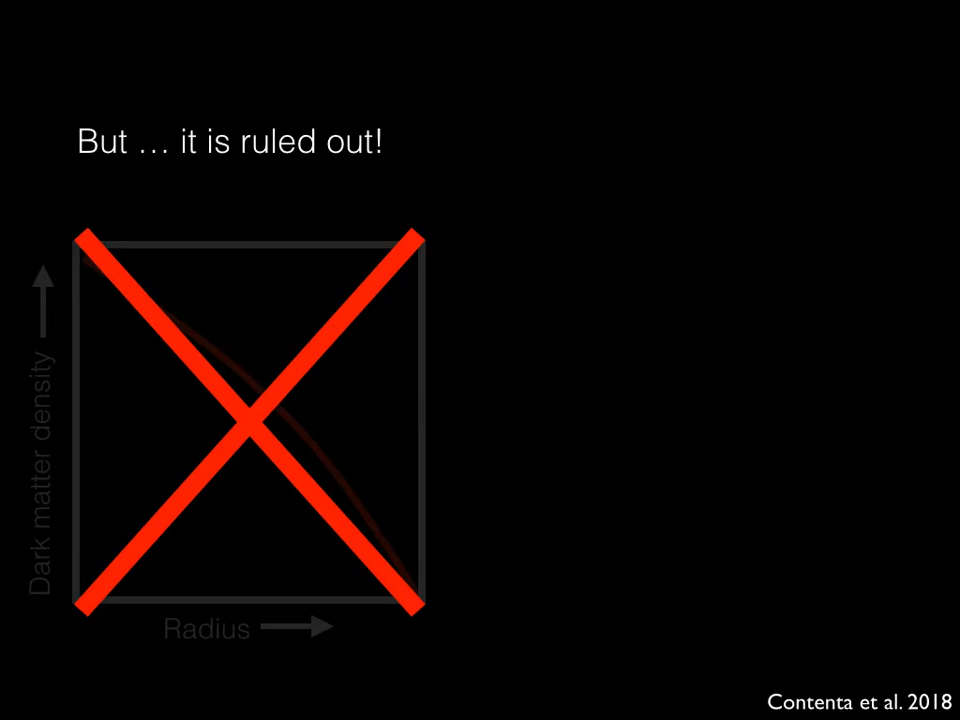 But … it is ruled out!
Dark matter density
Radius
Contenta et al. 2018